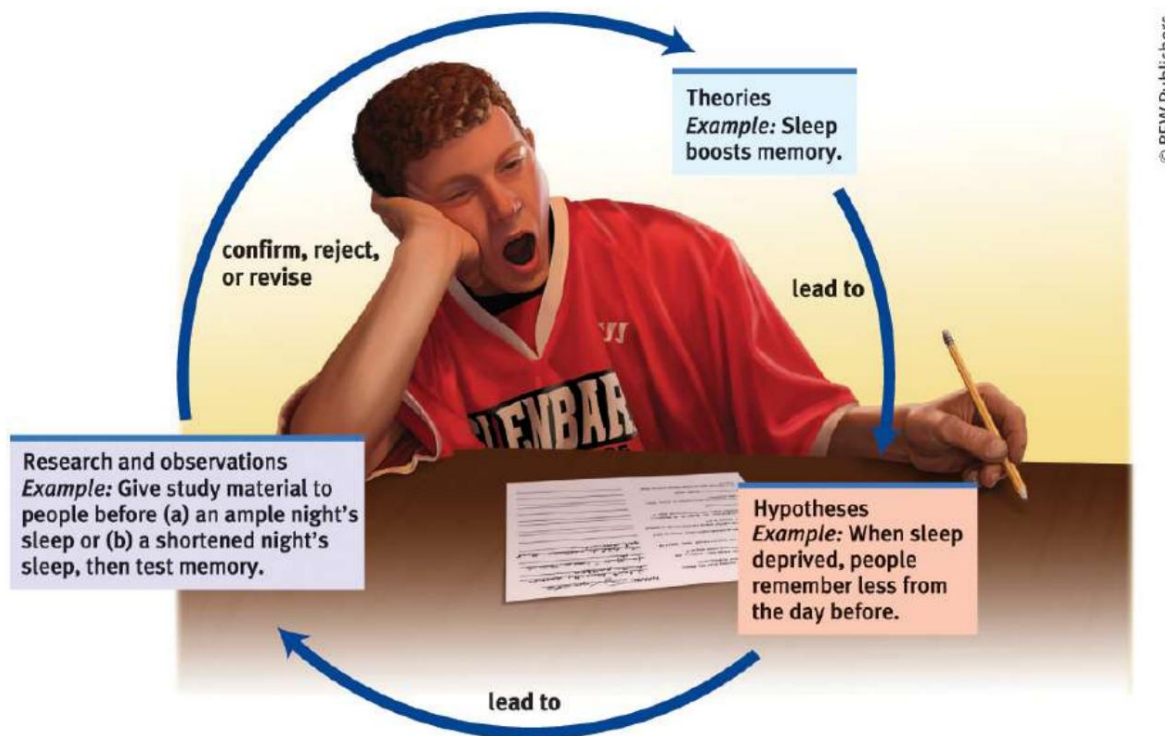 © BFW Publishers
Theories
Example: Sleep
boosts memory.
confirm, reject,
or revise
lead to
Research and observations
Example: Give study material to
people before (a) an ample night's
sleep or (b) a shortened night's
sleep, then test memory.
Hypotheses
Example: When sleep
deprived, people
remember less from
the day before.
lead to